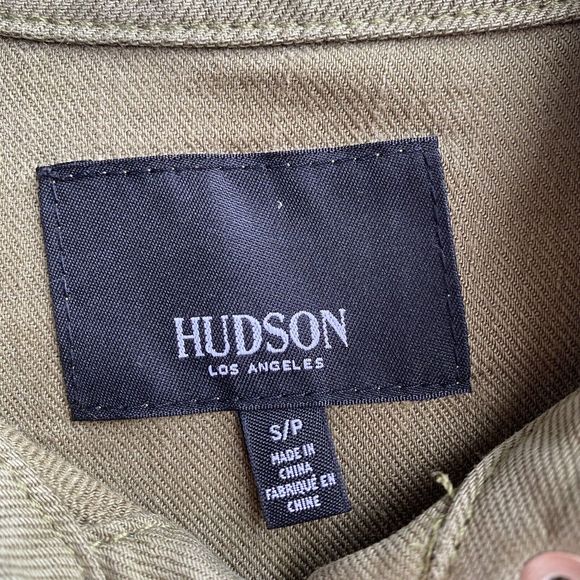 HUDSON
LOS ANGELES
S/P
MADE IN
CHINA
FABRIQUÉ EN
CHINE